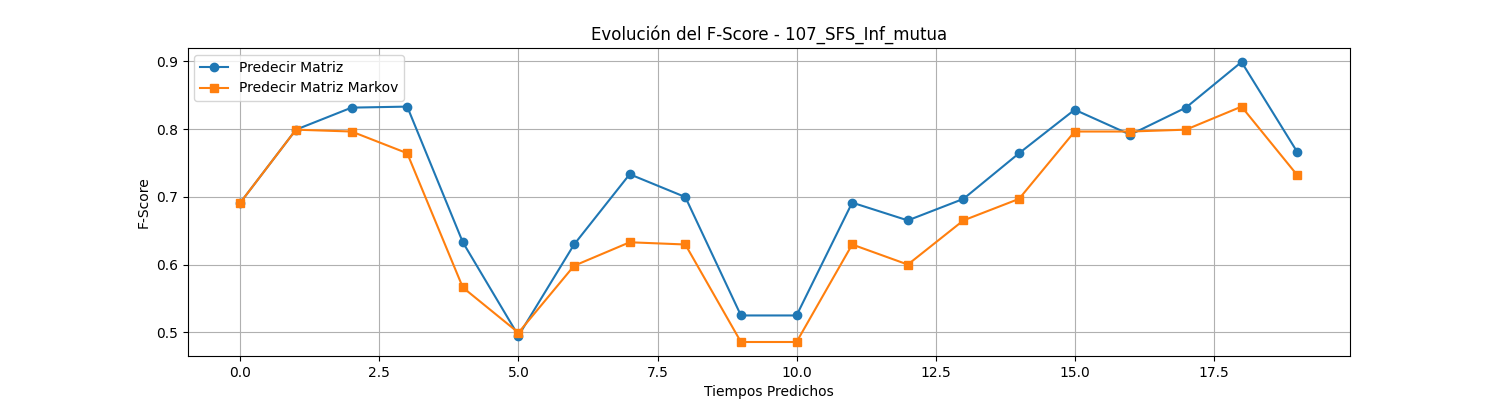 Evolución del F-Score - 107_SFS_Inf_mutua
Predecir Matriz
Predecir Matriz Markov
F-Score
0.9
0.8
0.7
0.6
0.5
0.0 2.5 5.0 7.5 10.0 12.5 15.0 17.5
Tiempos Predichos